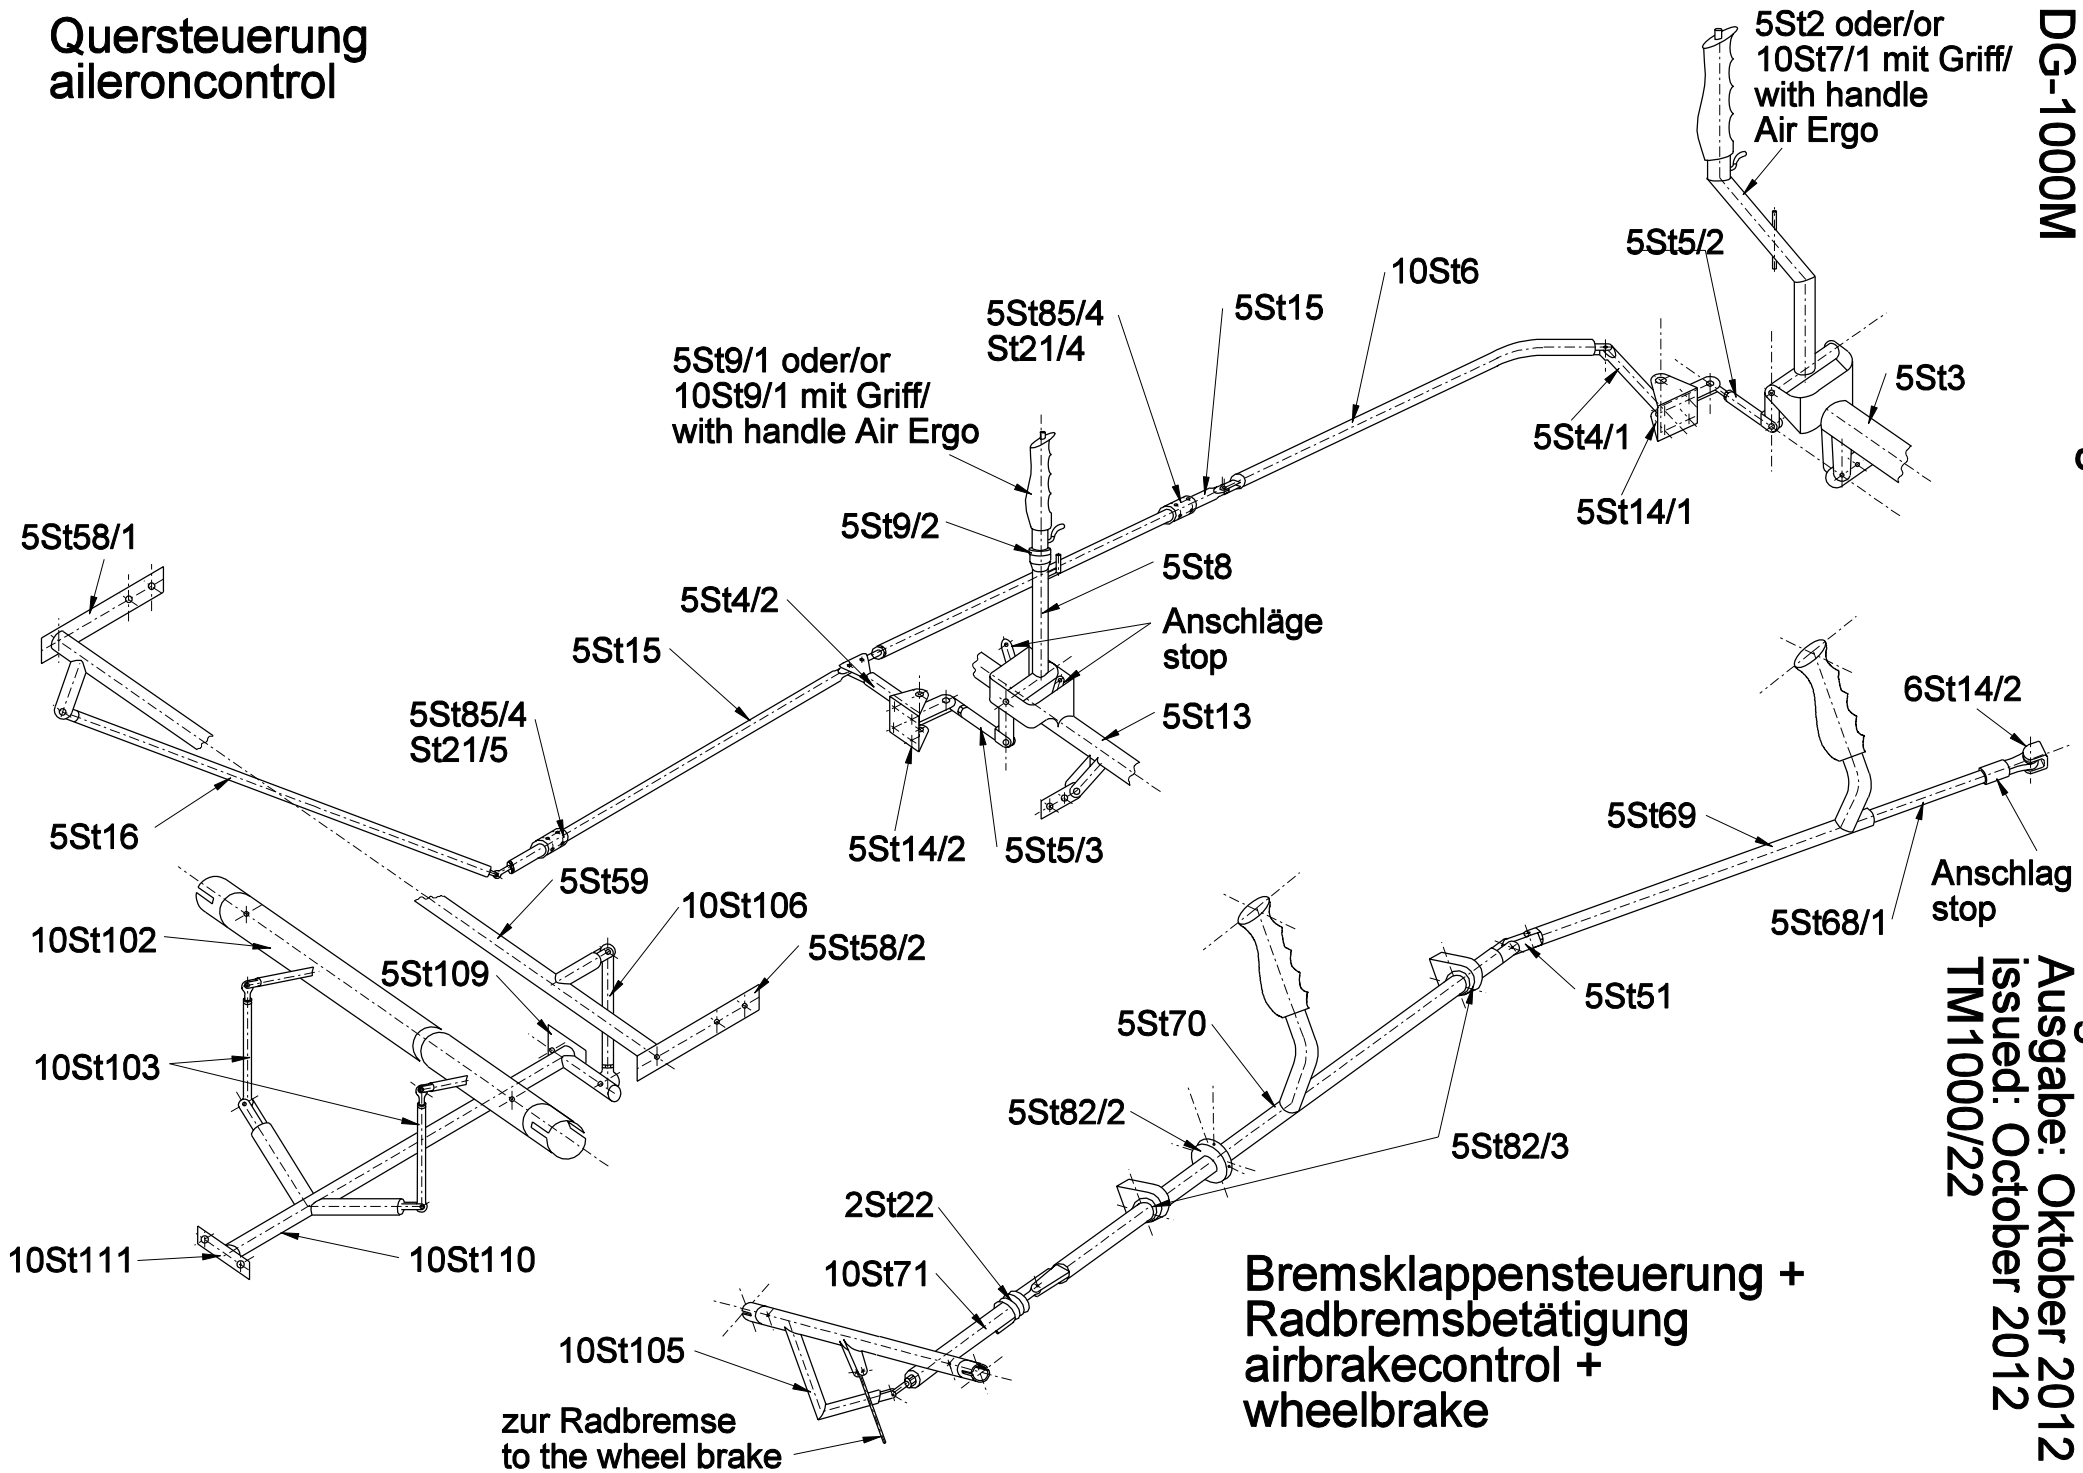 Quersteuerung
aileroncontrol
5St2 oder/or
10St7/1 mit Griff/
with handle
Air Ergo
DG-1000M
5St5/2
10St6
5St85/4
St21/4
5St15
5St9/1 oder/or
10St9/1 mit Griff/
with handle Air Ergo
5St3
5St4/1
5St14/1
5St9/2
5St58/1
5St8
5St4/2
Anschläge
stop
5St15
5St85/4
St21/5
5St13
6St14/2
5St16
5St14/2
5St5/3
5St69
Anschlag
stop
5St68/1
5St59
10St106
5St58/2
10St102
5St109
5St51
5St70
10St103
5St82/2
5St82/3
2St22
10St111
10St110
10St71
10St105
zur Radbremse
to the wheel brake
Bremsklappensteuerung +
Radbremsbetätigung
airbrakecontrol +
wheelbrake
Ausgabe: Oktober 2012
issued: October 2012
TM1000/22